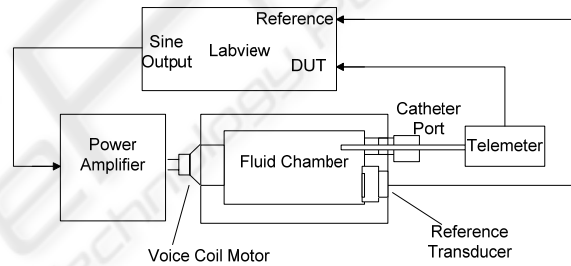 Reference
Sine
Output
Labview
DUT
Catheter
Port
Power
Amplifier
Fluid Chamber
Telemeter
Voice Coil Motor
Reference
Transducer